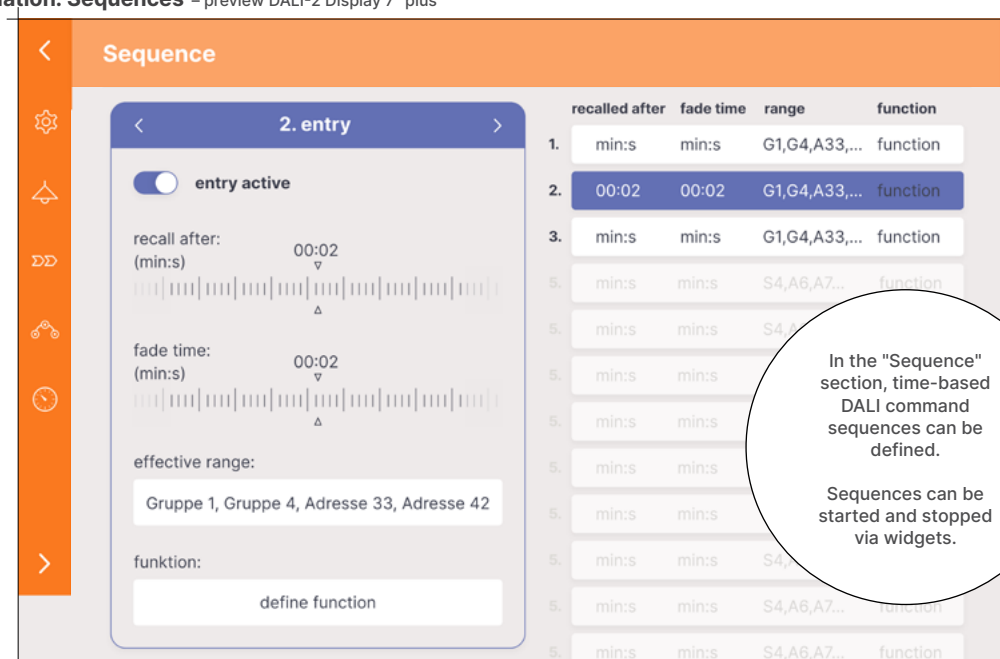 ation: Sequences – preview DALI-2 Display 7" plus
Sequence
2. entry
entry active
recall after:
(min:s)
00:02
fade time:
(min:s)
00:02
effective range:
Gruppe 1, Gruppe 4, Adresse 33, Adresse 42
funktion:
define function
recalled after fade time range function
1. min:s min:s G1,G4,A33,... function
2. 00:02 00:02 G1,G4,A33,... function
3. min:s min:s G1,G4,A33,... function
5. min:s min:s S4,A6,A7... function
5. min:s min:s S4,A
5. min:s min:s
5. min:s min:s
5. min:s min:s
5. min:s min:s
5. min:s min:s S4,
5. min:s min:s S4,A6,A7... function
5. min:s min:s S4,A6,A7... function
In the "Sequence"
section, time-based
DALI command
sequences can be
defined.
Sequences can be
started and stopped
via widgets.